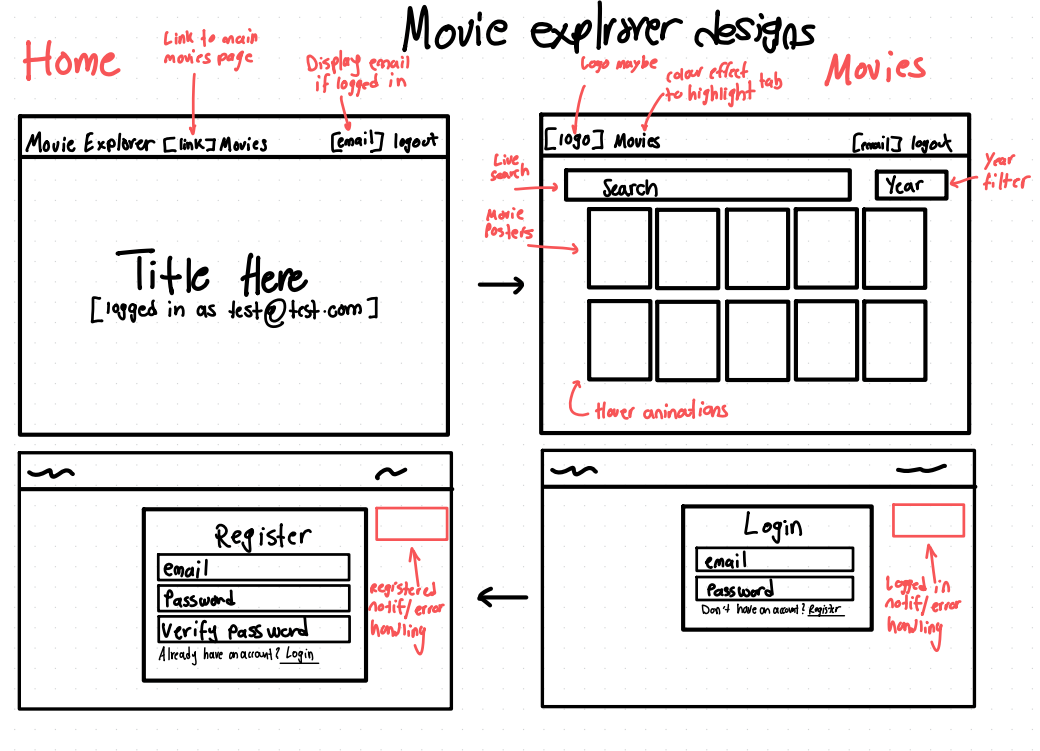 Movie explrorer designs
Home
Link to main
movies page
Display email
if logged in
Movie Explorer [link] Movies [email] logout
Title Here
[logged in as test@test.com]
Movies
Logo maybe
colour effect
to highlight tab
[logo] Movies [email] logout
Live
search
Search
Year
Year
filter
Movie
Posters
Hover animations
Register
email
Password
Verify Password
Already have an account? Login
Registered
notif/error
handling
Login
email
Password
Don't have an account? Register
Logged in
notif/error
handling